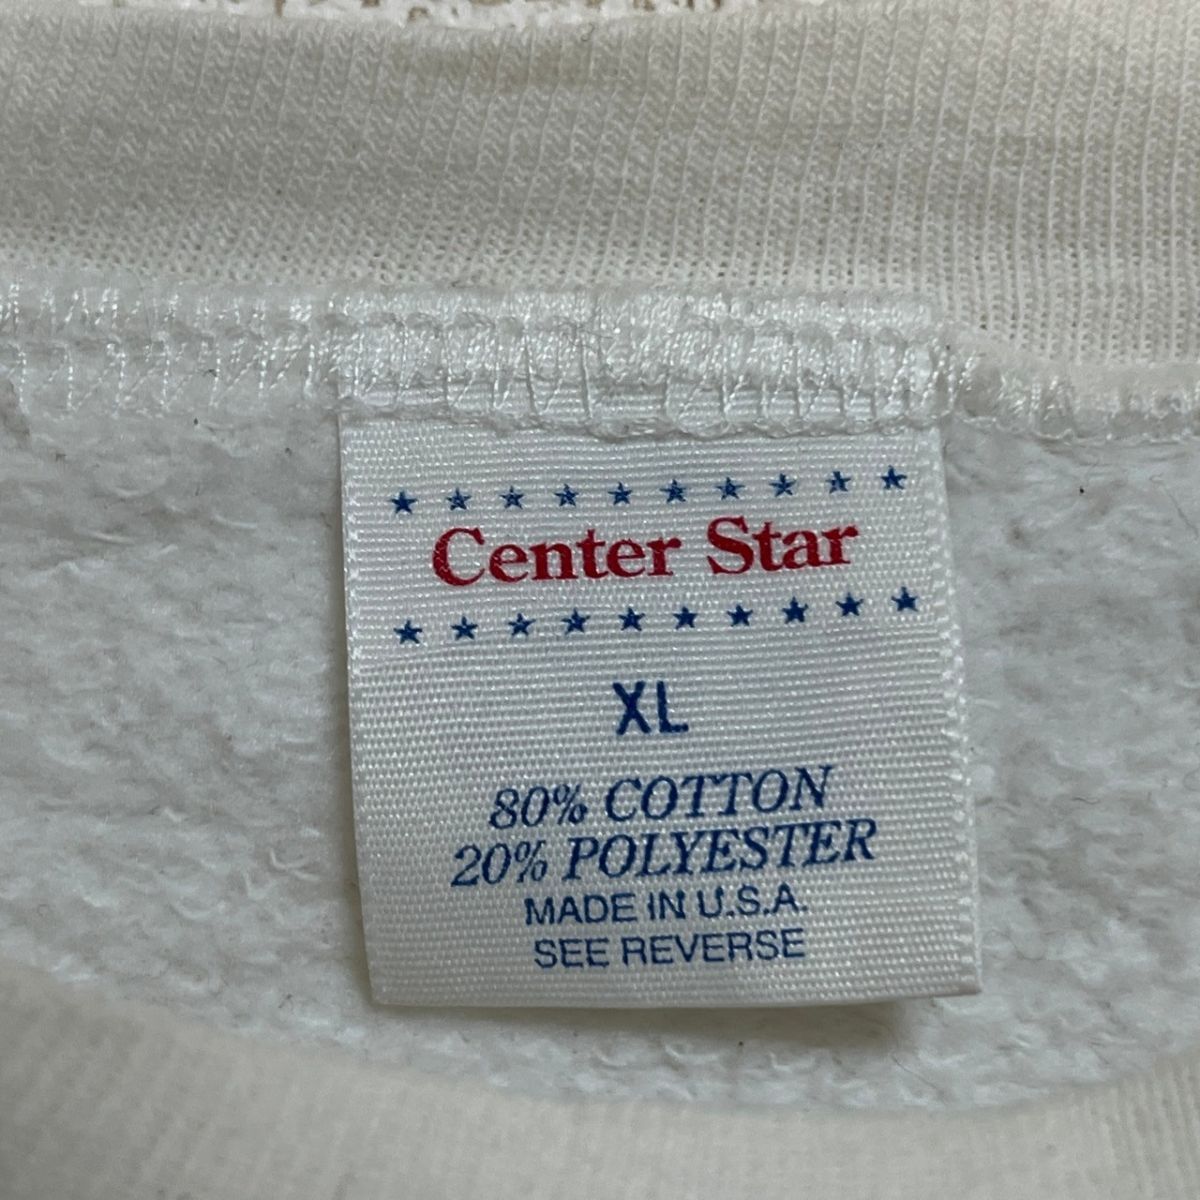 Center Star
XL
80% COTTON
20% POLYESTER
MADE IN U.S.A.
SEE REVERSE